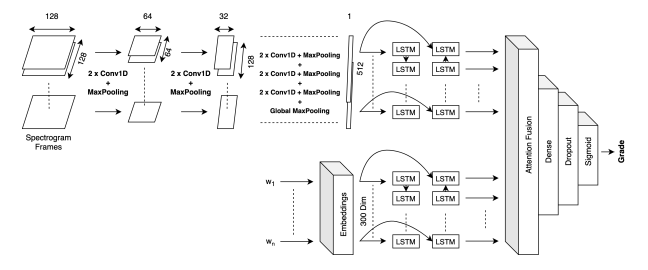 128
64
32
1
128
64
128
512
2 x Conv1D
+
MaxPooling
2 x Conv1D
+
MaxPooling
2 x Conv1D + MaxPooling
+
2 x Conv1D + MaxPooling
+
2 x Conv1D + MaxPooling
+
Global MaxPooling
Spectrogram
Frames
LSTM
LSTM
LSTM
LSTM
LSTM
LSTM
w1
wn
Embeddings
300 Dim
LSTM
LSTM
LSTM
LSTM
LSTM
LSTM
Attention Fusion
Dense
Dropout
Sigmoid
Grade